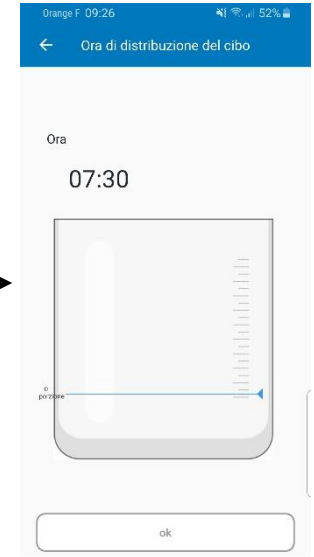 Orange F 09:26 52%
Ora di distribuzione del cibo
Ora
07:30
0
porzione
ok